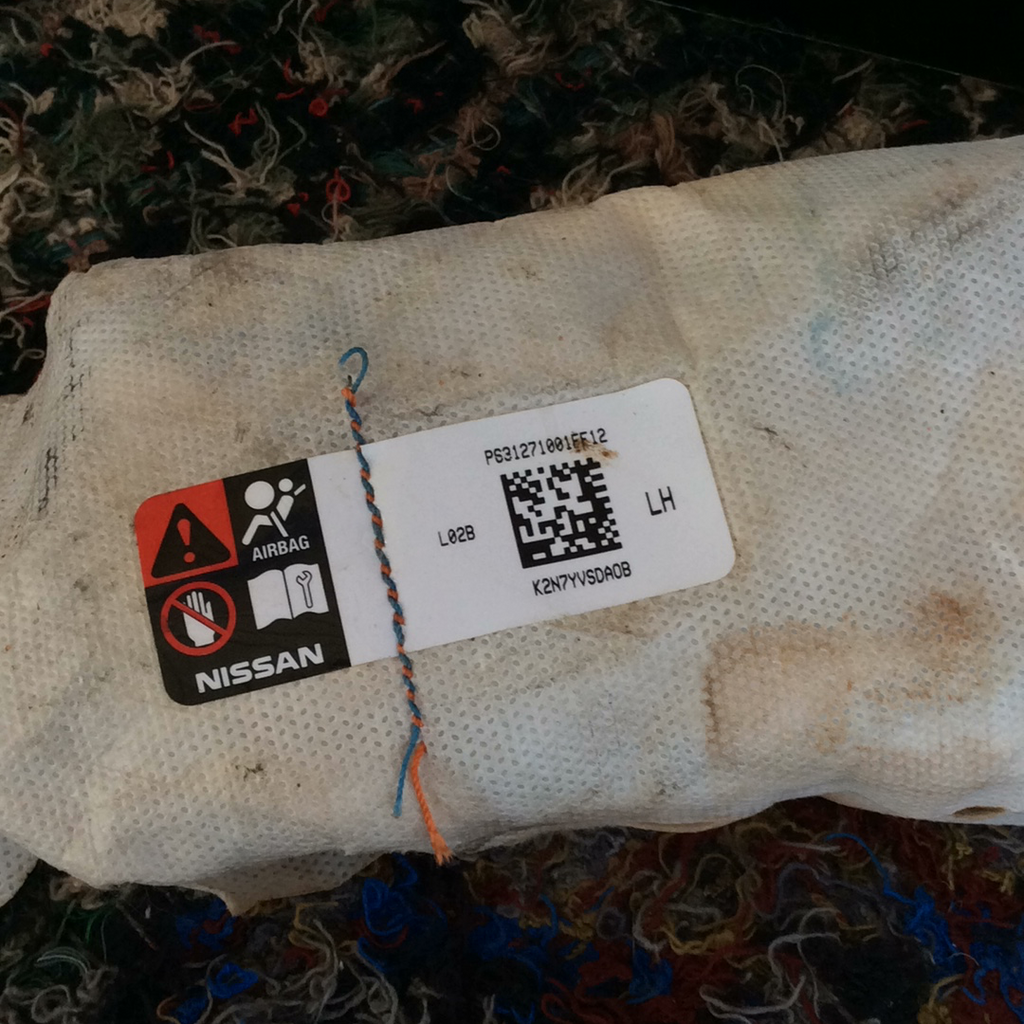 AIRBAG
NISSAN
P631271001FF12
L02B
LH
K2N7YVSDA0B